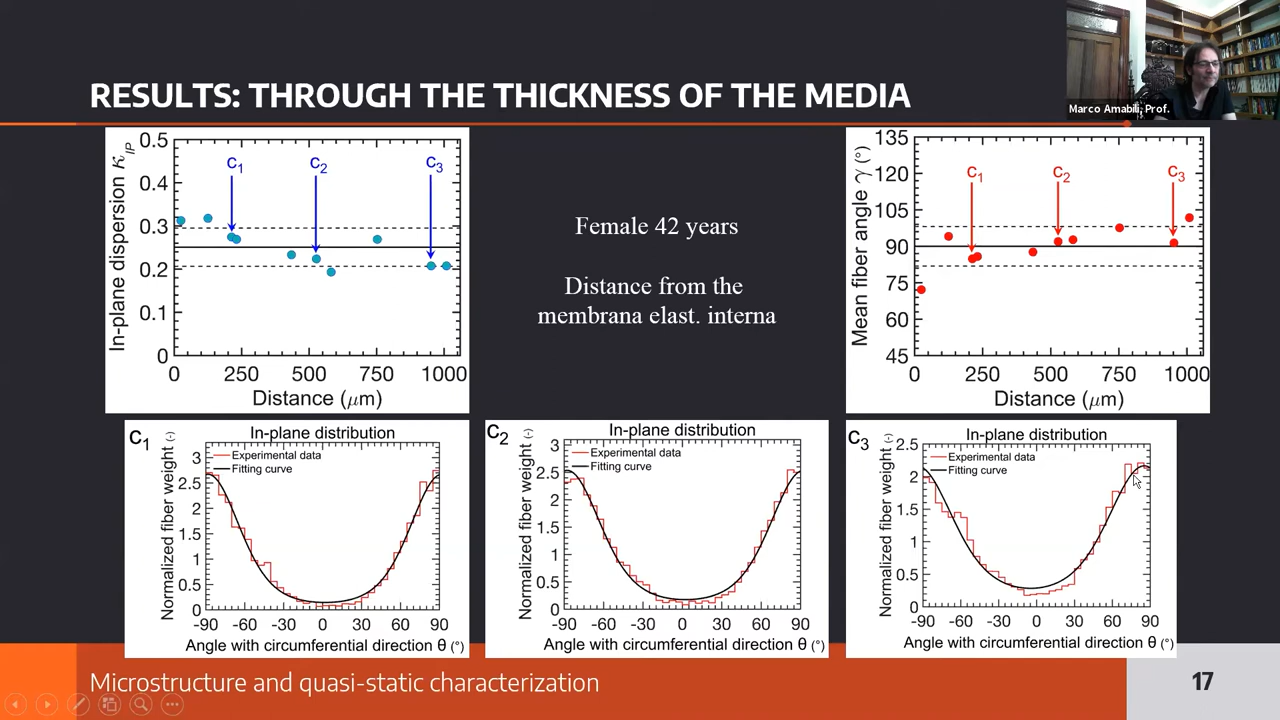 Marco Amabili, Prof.
RESULTS: THROUGH THE THICKNESS OF THE MEDIA
In-plane dispersion κ_IP
0.5
0.4
0.3
0.2
0.1
0
c1
c2
c3
0 250 500 750 1000
Distance (μm)
Female 42 years
Distance from the
membrana elast. interna
Mean fiber angle γ (°)
135
120
105
90
75
60
45
c1
c2
c3
0 250 500 750 1000
Distance (μm)
c1
In-plane distribution
Experimental data
Fitting curve
Normalized fiber weight (-)
3
2.5
2
1.5
1
0.5
0
-90 -60 -30 0 30 60 90
Angle with circumferential direction θ (°)
c2
In-plane distribution
Experimental data
Fitting curve
Normalized fiber weight (-)
3
2.5
2
1.5
1
0.5
0
-90 -60 -30 0 30 60 90
Angle with circumferential direction θ (°)
c3
In-plane distribution
Experimental data
Fitting curve
Normalized fiber weight (-)
2.5
2
1.5
1
0.5
0
-90 -60 -30 0 30 60 90
Angle with circumferential direction θ (°)
Microstructure and quasi-static characterization
17